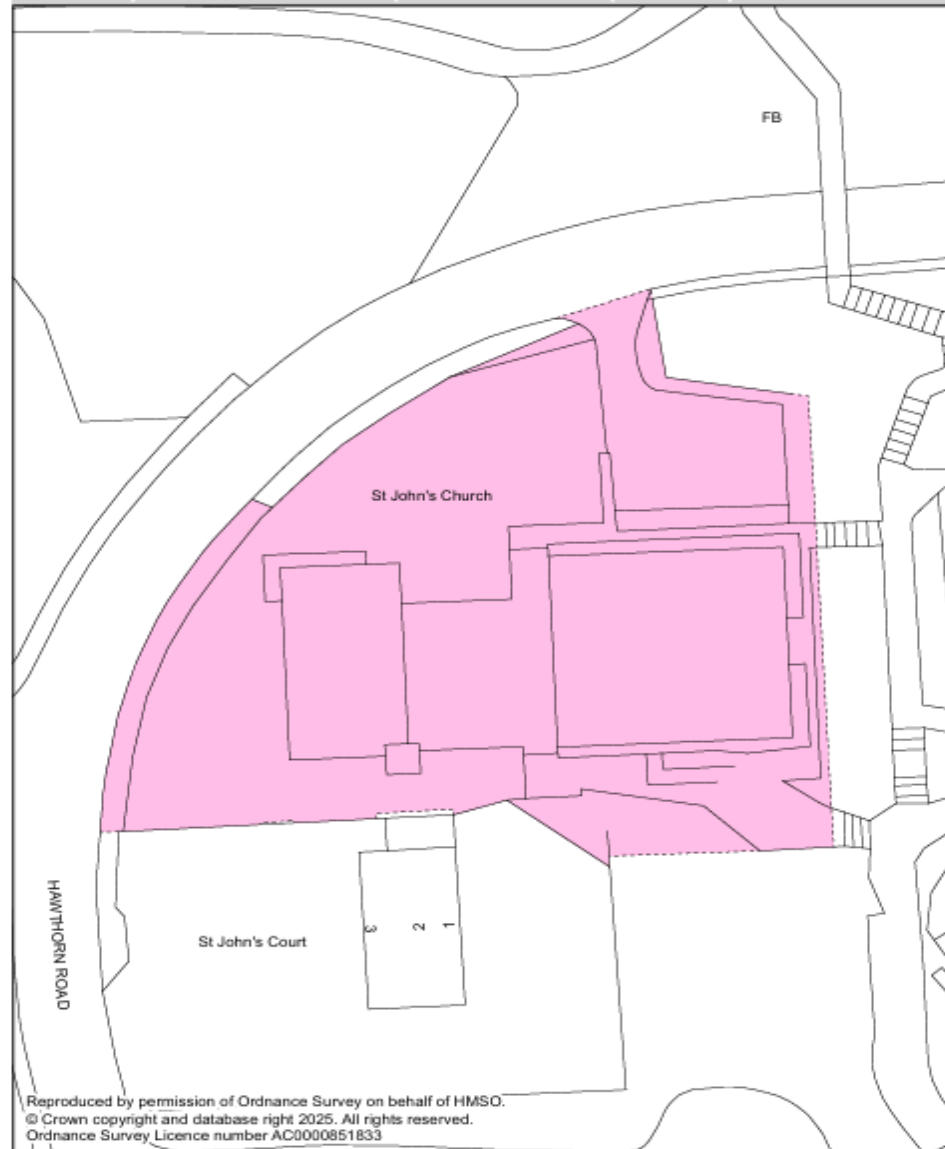 FB
St John's Church
HAWTHORN ROAD
St John's Court
3
2
1
Reproduced by permission of Ordnance Survey on behalf of HMSO.
© Crown copyright and database right 2025. All rights reserved.
Ordnance Survey Licence number AC0000851833